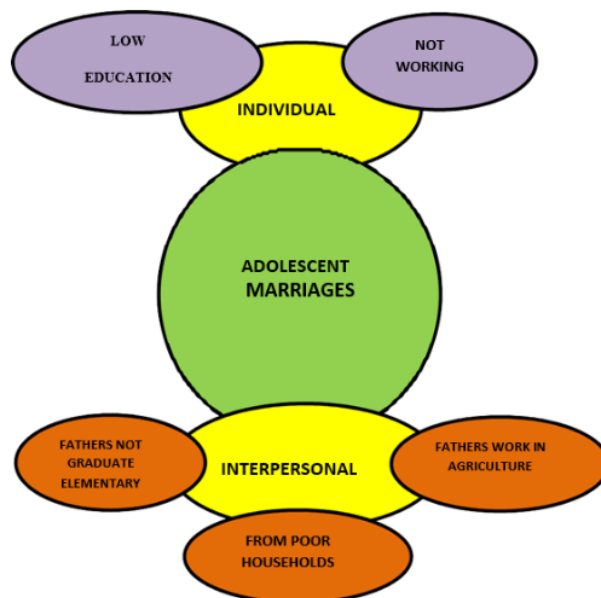 LOW
EDUCATION
NOT
WORKING
INDIVIDUAL
ADOLESCENT
MARRIAGES
FATHERS NOT
GRADUATE
ELEMENTARY
INTERPERSONAL
FATHERS WORK IN
AGRICULTURE
FROM POOR
HOUSEHOLDS